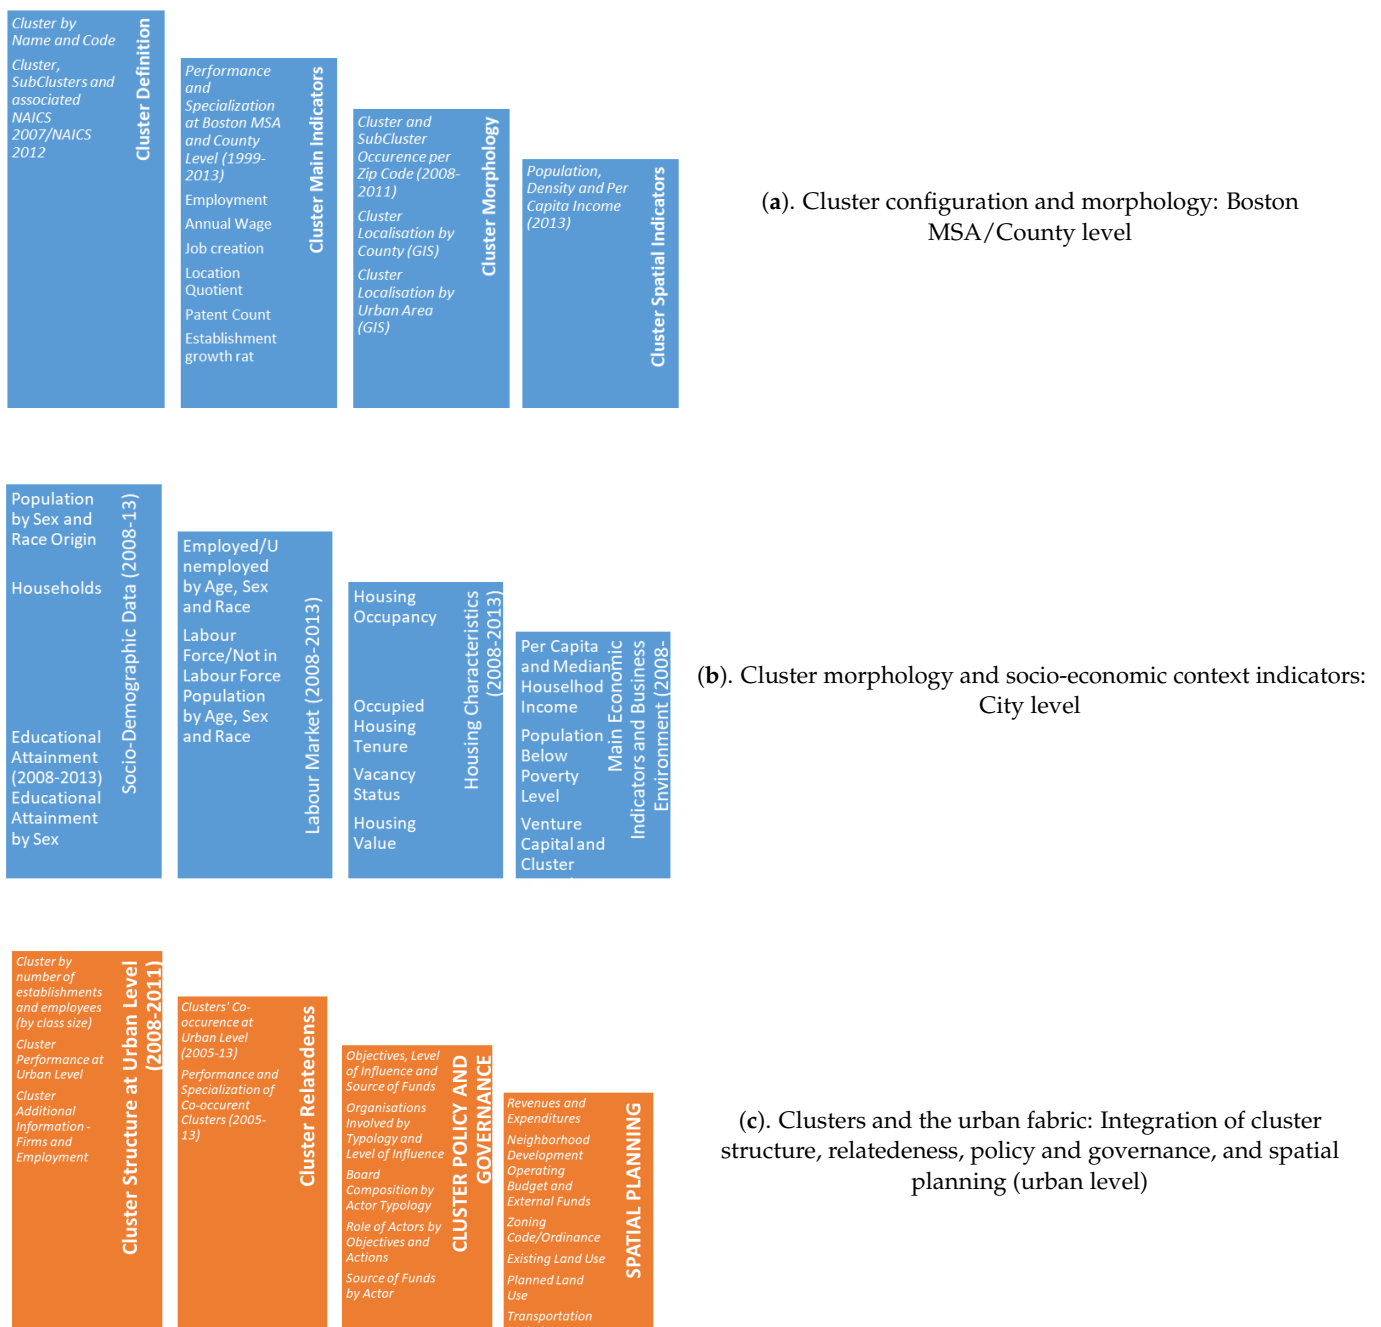 Cluster by
Name and Code
Cluster,
SubClusters and
associated
NAICS
2007/NAICS
2012
Cluster Definition
Performance
and
Specialization
at Boston MSA
and County
Level (1999-
2013)
Employment
Annual Wage
Job creation
Location
Quotient
Patent Count
Establishment
growth rat
Cluster Main Indicators
Cluster and
SubCluster
Occurence per
Zip Code (2008-
2011)
Cluster
Localisation by
County (GIS)
Cluster
Localisation by
Urban Area
(GIS)
Cluster Morphology
Population,
Density and Per
Capita Income
(2013)
Cluster Spatial Indicators
(a). Cluster configuration and morphology: Boston
MSA/County level
Population
by Sex and
Race Origin
Households
Educational
Attainment
(2008-2013)
Educational
Attainment
by Sex
Socio-Demographic Data (2008-13)
Employed/U
nemployed
by Age, Sex
and Race
Labour
Force/Not in
Labour Force
Population
by Age, Sex
and Race
Labour Market (2008-2013)
Housing
Occupancy
Occupied
Housing
Tenure
Vacancy
Status
Housing
Value
Housing Characteristics
(2008-2013)
Per Capita
and Median
Houselhod
Income
Population
Below
Poverty
Level
Venture
Capital and
Cluster
Main Economic
Indicators and Business
Environment (2008-
(b). Cluster morphology and socio-economic context indicators:
City level
Cluster by
number of
establishments
and employees
(by class size)
Cluster
Performance at
Urban Level
Cluster
Additional
Information -
Firms and
Employment
Cluster Structure at Urban Level
(2008-2011)
Clusters' Co-
occurence at
Urban Level
(2005-13)
Performance and
Specialization of
Co-occurent
Clusters (2005-
13)
Cluster Relatedenss
Objectives, Level
of Influence and
Source of Funds
Organisations
Involved by
Typology and
Level of Influence
Board
Composition by
Actor Typology
Role of Actors by
Objectives and
Actions
Source of Funds
by Actor
CLUSTER POLICY AND
GOVERNANCE
Revenues and
Expenditures
Neighborhood
Development
Operating
Budget and
External Funds
Zoning
Code/Ordinance
Existing Land Use
Planned Land
Use
Transportation
SPATIAL PLANNING
(c). Clusters and the urban fabric: Integration of cluster
structure, relatedeness, policy and governance, and spatial
planning (urban level)